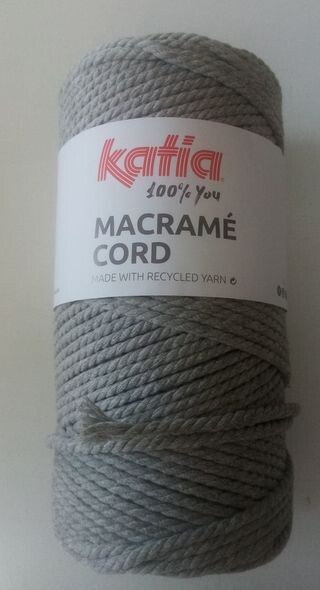 katia
100% You
MACRAMÉ
CORD
MADE WITH RECYCLED YARN